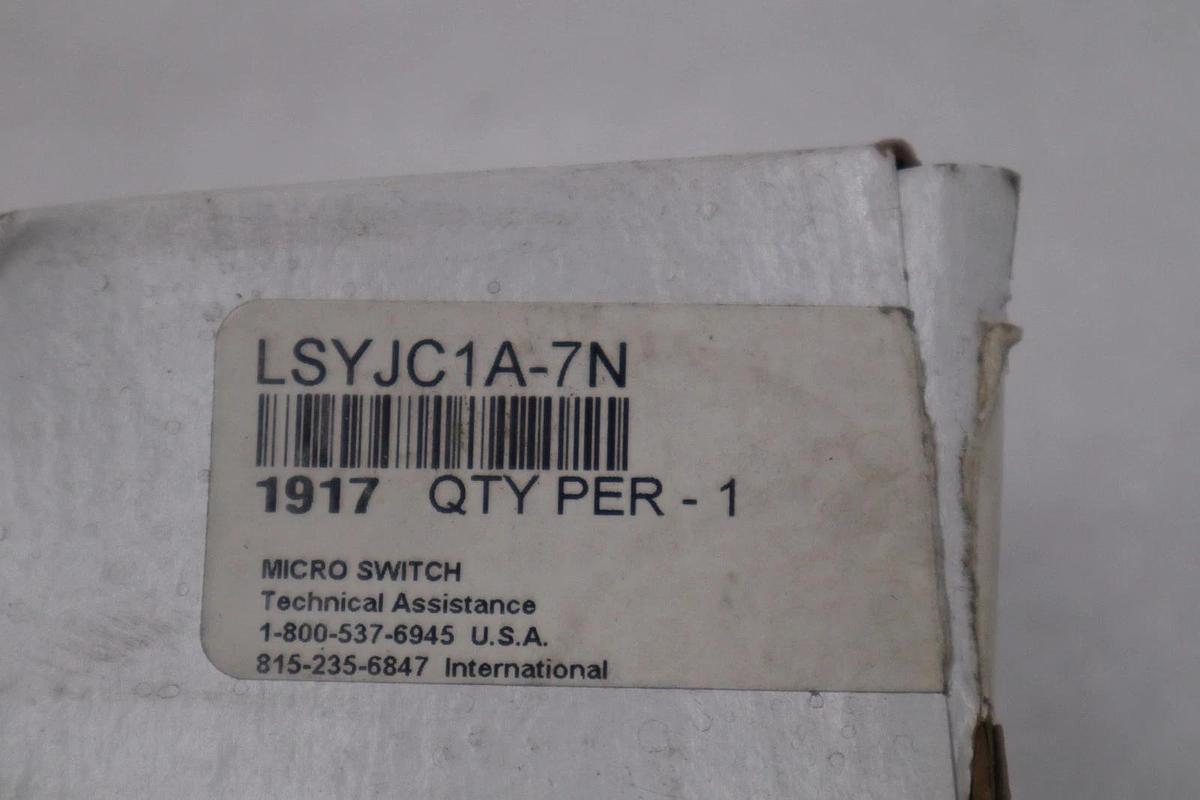 LSYJC1A-7N
1917 QTY PER - 1
MICRO SWITCH
Technical Assistance
1-800-537-6945 U.S.A.
815-235-6847 International